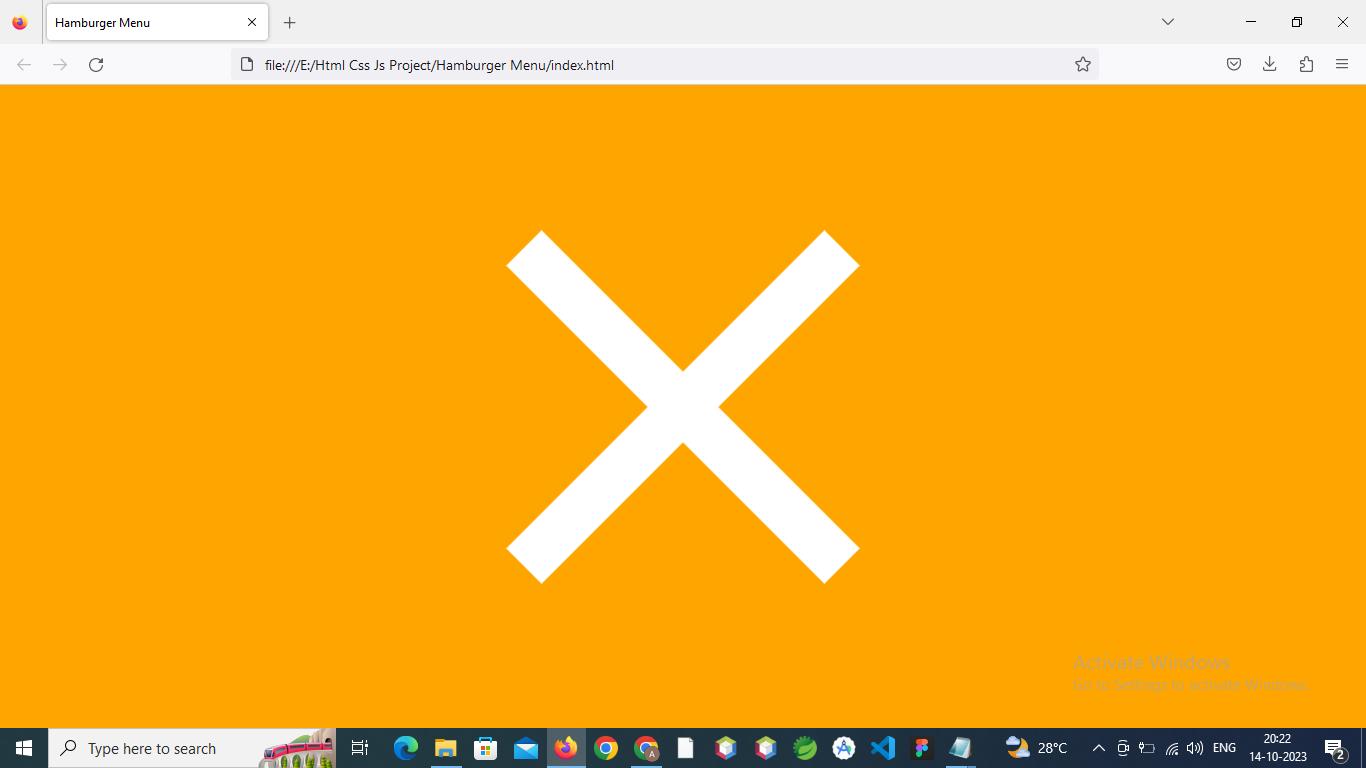 Hamburger Menu
file:///E:/Html Css Js Project/Hamburger Menu/index.html
Activate Windows
Go to Settings to activate Windows.
Type here to search
A
28°C
ENG
20:22
14-10-2023
2